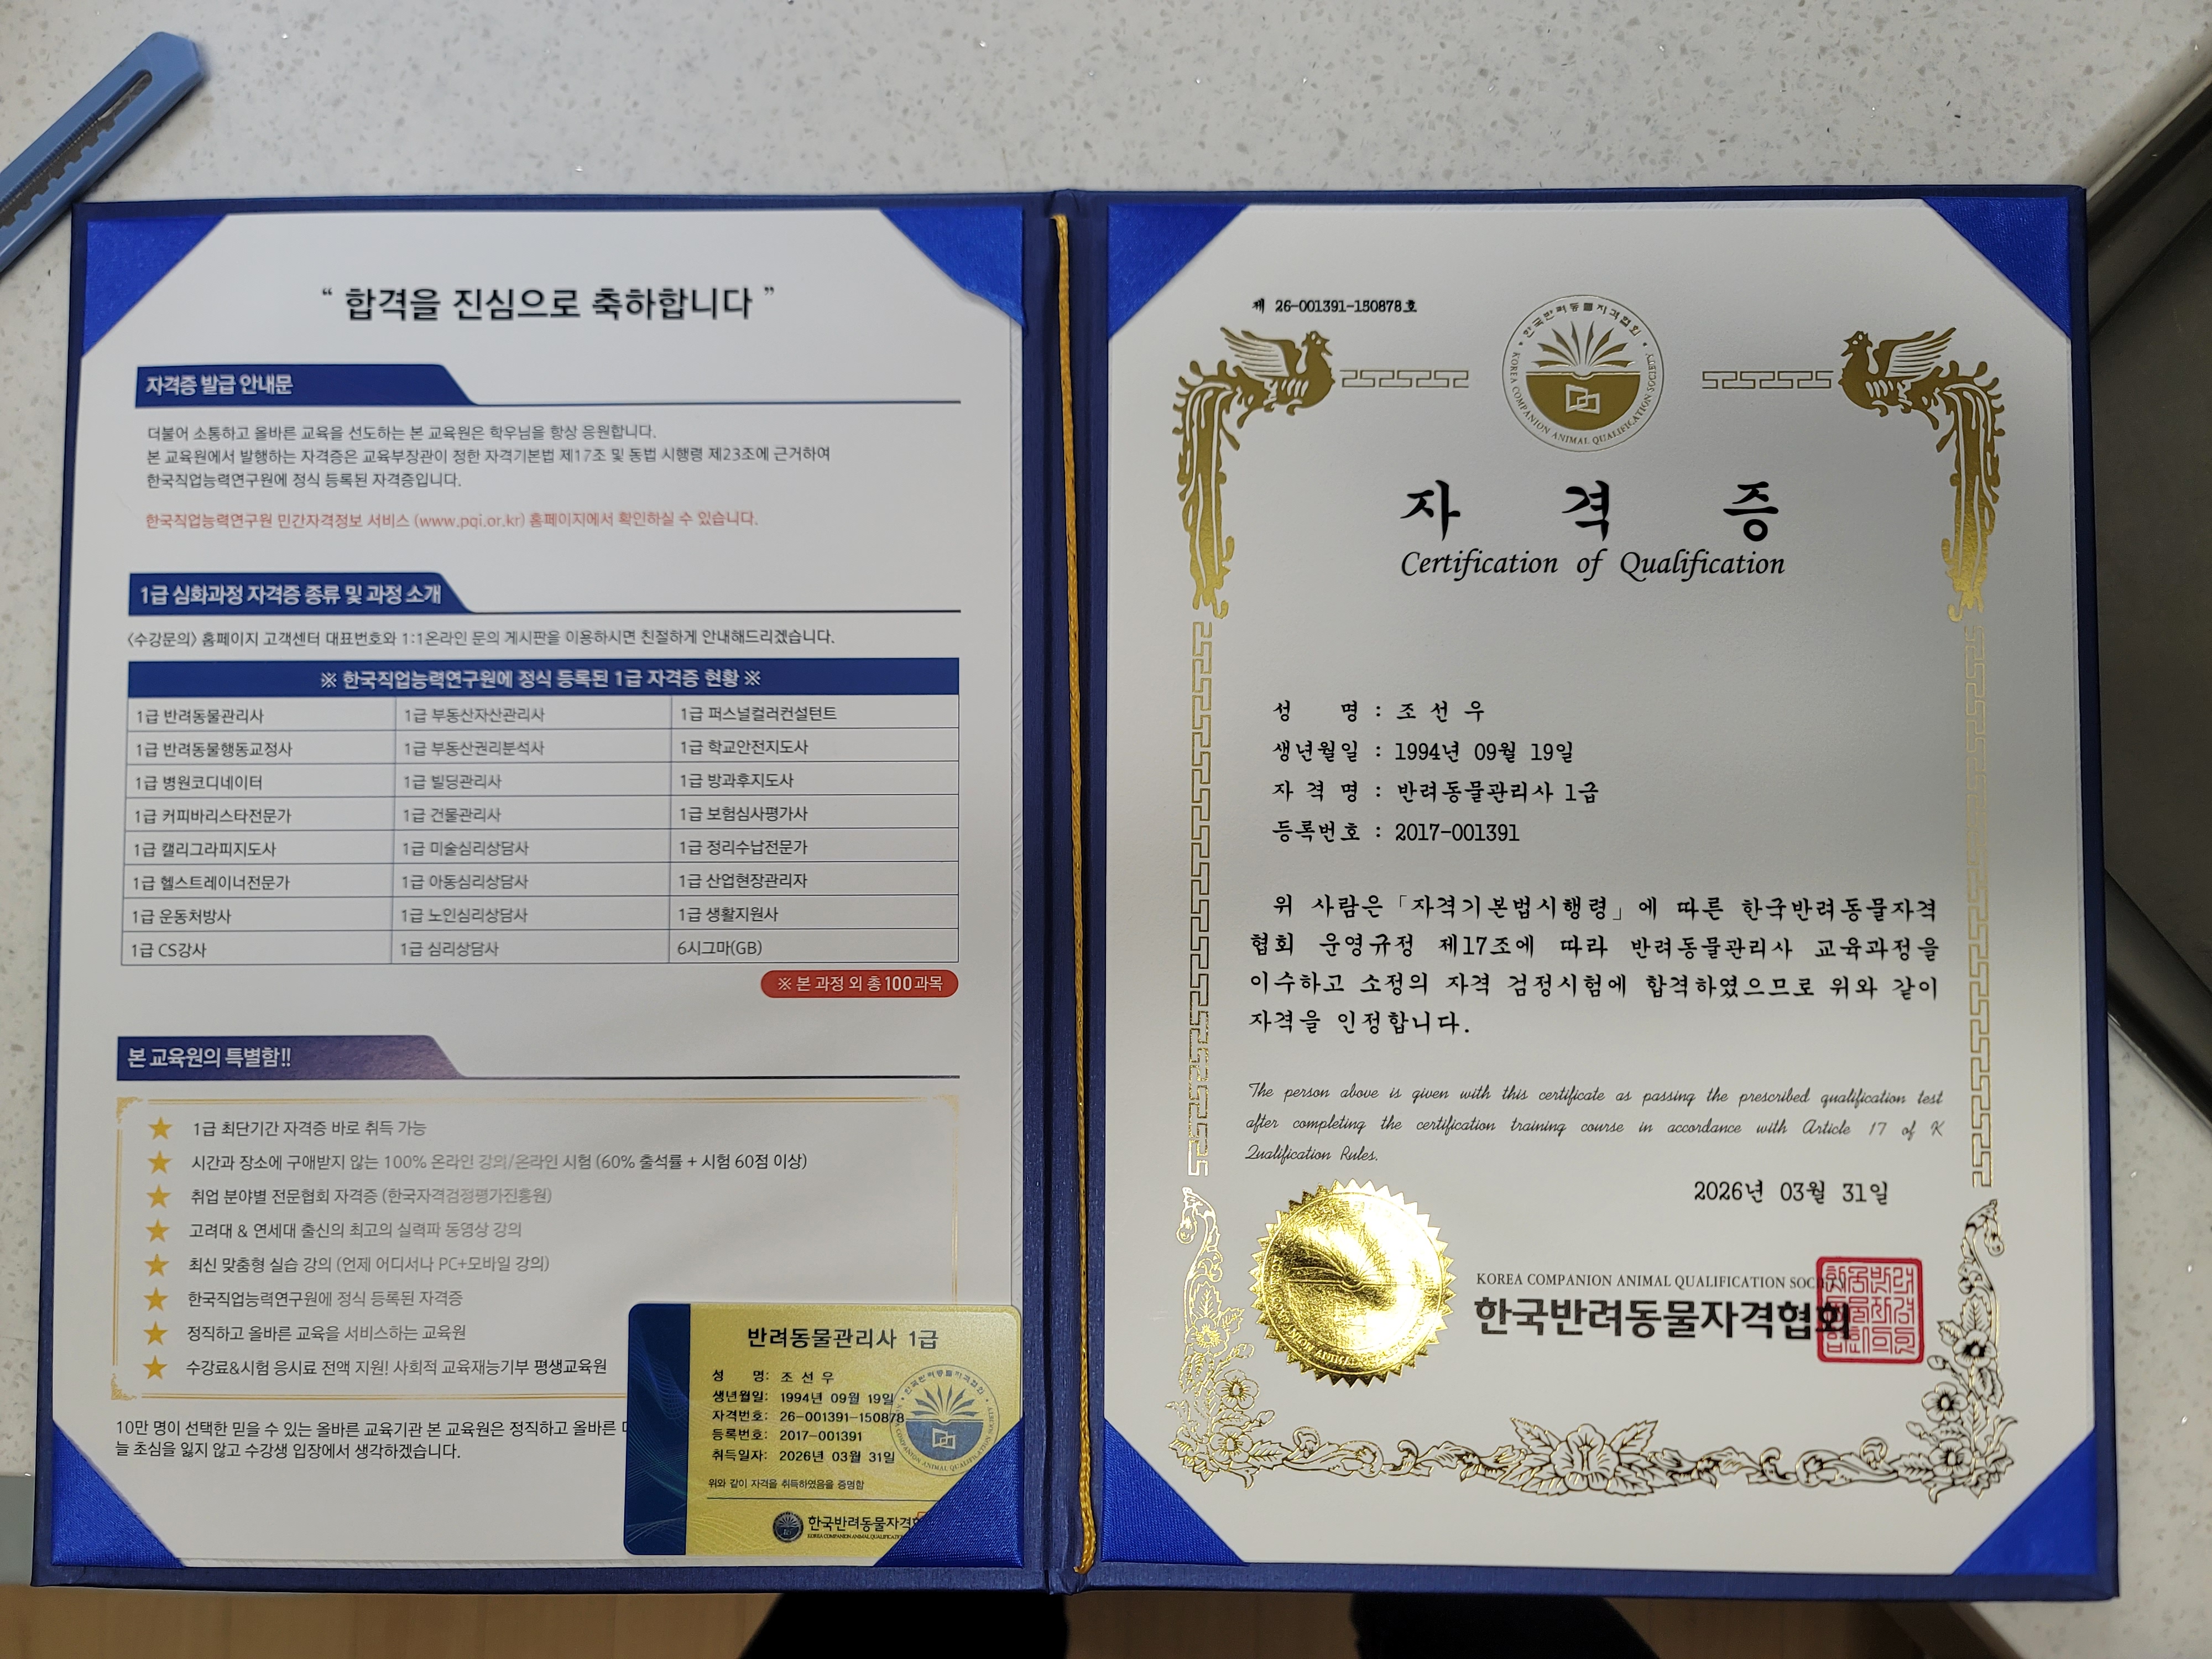 “ 합격을 진심으로 축하합니다 ”
자격증 발급 안내문
더불어 소통하고 올바른 교육을 선도하는 본 교육원은 학우님을 항상 응원합니다.
본 교육원에서 발행하는 자격증은 교육부장관이 정한 자격기본법 제17조 및 동법 시행령 제23조에 근거하여
한국직업능력연구원에 정식 등록된 자격증입니다.
한국직업능력연구원 민간자격정보 서비스 (www.pqi.or.kr) 홈페이지에서 확인하실 수 있습니다.
1급 심화과정 자격증 종류 및 과정 소개
<수강문의> 홈페이지 고객센터 대표번호와 1:1온라인 문의 게시판을 이용하시면 친절하게 안내해드리겠습니다.
※ 한국직업능력연구원에 정식 등록된 1급 자격증 현황 ※
1급 반려동물관리사 1급 부동산자산관리사 1급 퍼스널컬러컨설턴트
1급 반려동물행동교정사 1급 부동산권리분석사 1급 학교안전지도사
1급 병원코디네이터 1급 빌딩관리사 1급 방과후지도사
1급 커피바리스타전문가 1급 건물관리사 1급 보험심사평가사
1급 캘리그라피지도사 1급 미술심리상담사 1급 정리수납전문가
1급 헬스트레이너전문가 1급 아동심리상담사 1급 산업현장관리자
1급 운동처방사 1급 노인심리상담사 1급 생활지원사
1급 CS강사 1급 심리상담사 6시그마(GB)
※ 본 과정 외 총 100과목
본 교육원의 특별함!!
★ 1급 최단기간 자격증 바로 취득 가능
★ 시간과 장소에 구애받지 않는 100% 온라인 강의/온라인 시험 (60% 출석률 + 시험 60점 이상)
★ 취업 분야별 전문협회 자격증 (한국자격검정평가진흥원)
★ 고려대 & 연세대 출신의 최고의 실력파 동영상 강의
★ 최신 맞춤형 실습 강의 (언제 어디서나 PC+모바일 강의)
★ 한국직업능력연구원에 정식 등록된 자격증
★ 정직하고 올바른 교육을 서비스하는 교육원
★ 수강료&시험 응시료 전액 지원! 사회적 교육재능기부 평생교육원
10만 명이 선택한 믿을 수 있는 올바른 교육기관 본 교육원은 정직하고 올바른
늘 초심을 잃지 않고 수강생 입장에서 생각하겠습니다.
반려동물관리사 1급
성 명: 조 선 우
생년월일: 1994년 09월 19일
자격번호: 26-001391-150878
등록번호: 2017-001391
취득일자: 2026년 03월 31일
위와 같이 자격을 취득하였음을 증명함
한국반려동물자격
제 26-001391-150878호
한국반려동물자격협회
KOREA COMPANION ANIMAL QUALIFICATION SOCIETY
자 격 증
Certification of Qualification
성 명 : 조 선 우
생년월일 : 1994년 09월 19일
자 격 명 : 반려동물관리사 1급
등록번호 : 2017-001391
위 사람은 「자격기본법시행령」에 따른 한국반려동물자격
협회 운영규정 제17조에 따라 반려동물관리사 교육과정을
이수하고 소정의 자격 검정시험에 합격하였으므로 위와 같이
자격을 인정합니다.
The person above is given with this certificate as passing the prescribed qualification test
after completing the certification training course in accordance with Article 17 of K
Qualification Rules.
2026년 03월 31일
KOREA COMPANION ANIMAL QUALIFICATION SOCIETY
한국반려동물자격협회